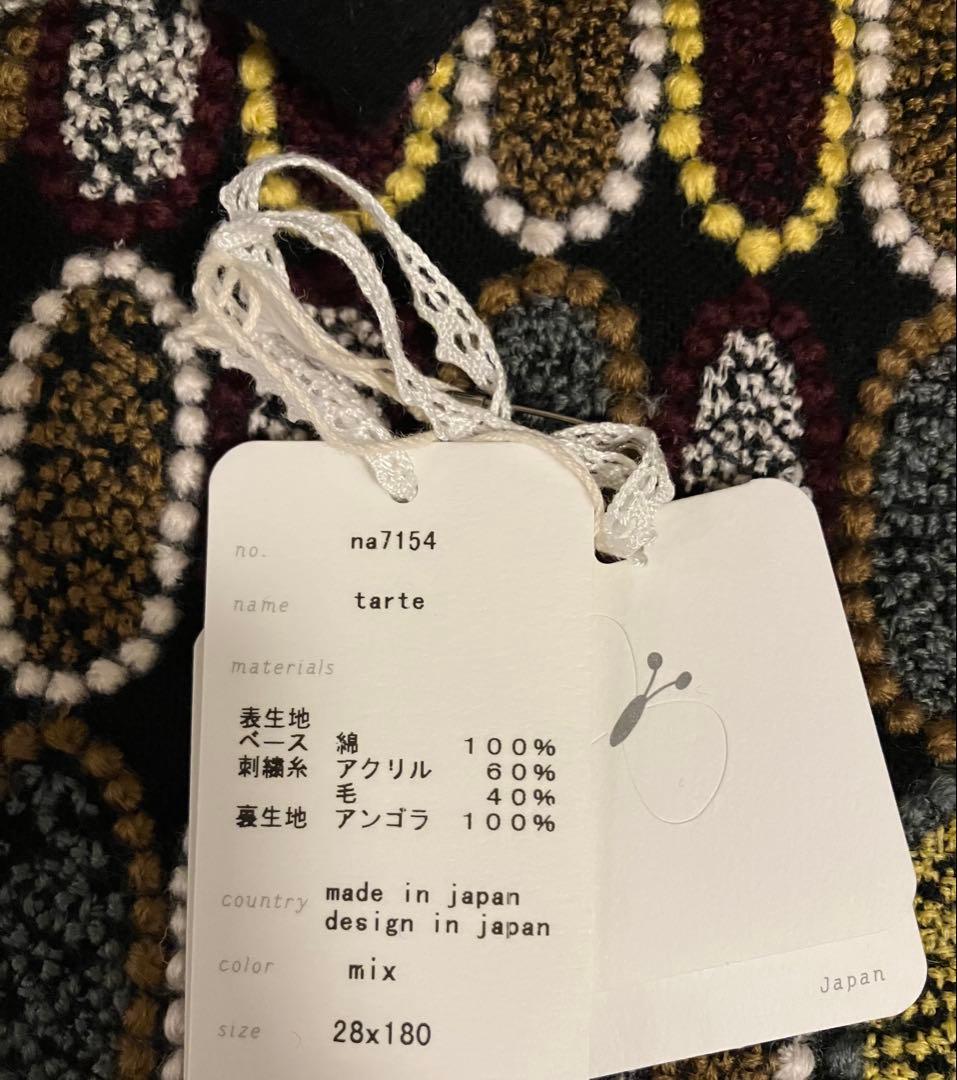 no. na7154
name tarte
materials
表生地
ベース 綿 100%
刺繍糸 アクリル 60%
毛 40%
裏生地 アンゴラ 100%
country made in japan
design in japan
color mix
size 28x180
Japan